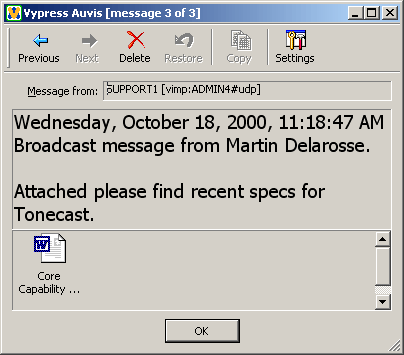 Vypress Auvis [message 3 of 3]
Previous Next Delete Restore Copy Settings
Message from: SUPPORT1 [vimp:ADMIN4#udp]
Wednesday, October 18, 2000, 11:18:47 AM
Broadcast message from Martin Delarosse.
Attached please find recent specs for
Tonecast.
Core
Capability ...
OK